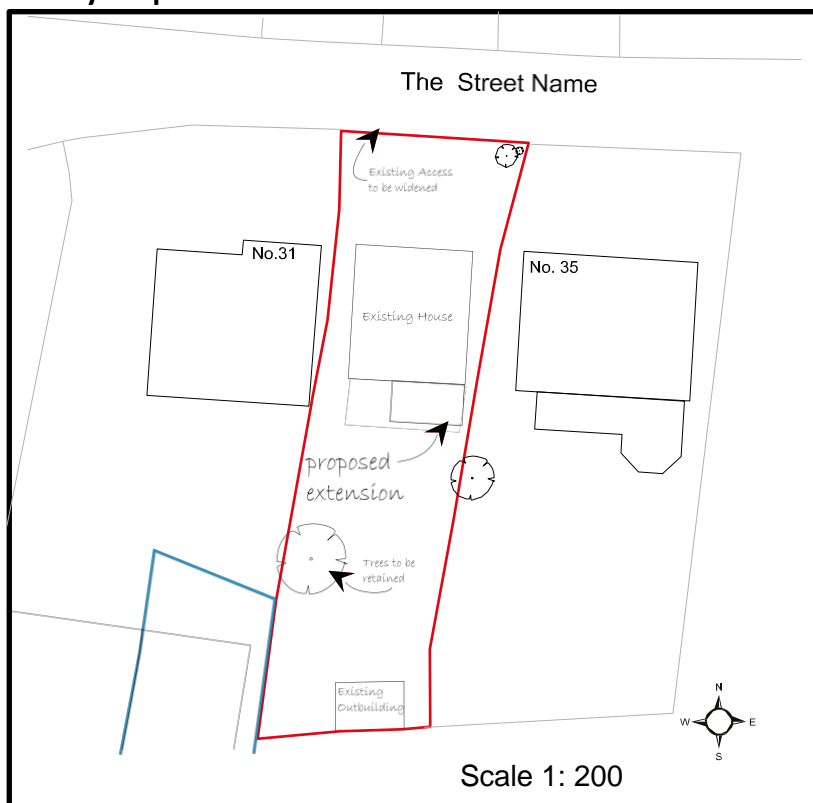 The Street Name
Existing Access
to be widened
No.31
No. 35
Existing House
proposed
extension
Trees to be
retained
Existing
Outbuilding
N
W
E
S
Scale 1: 200